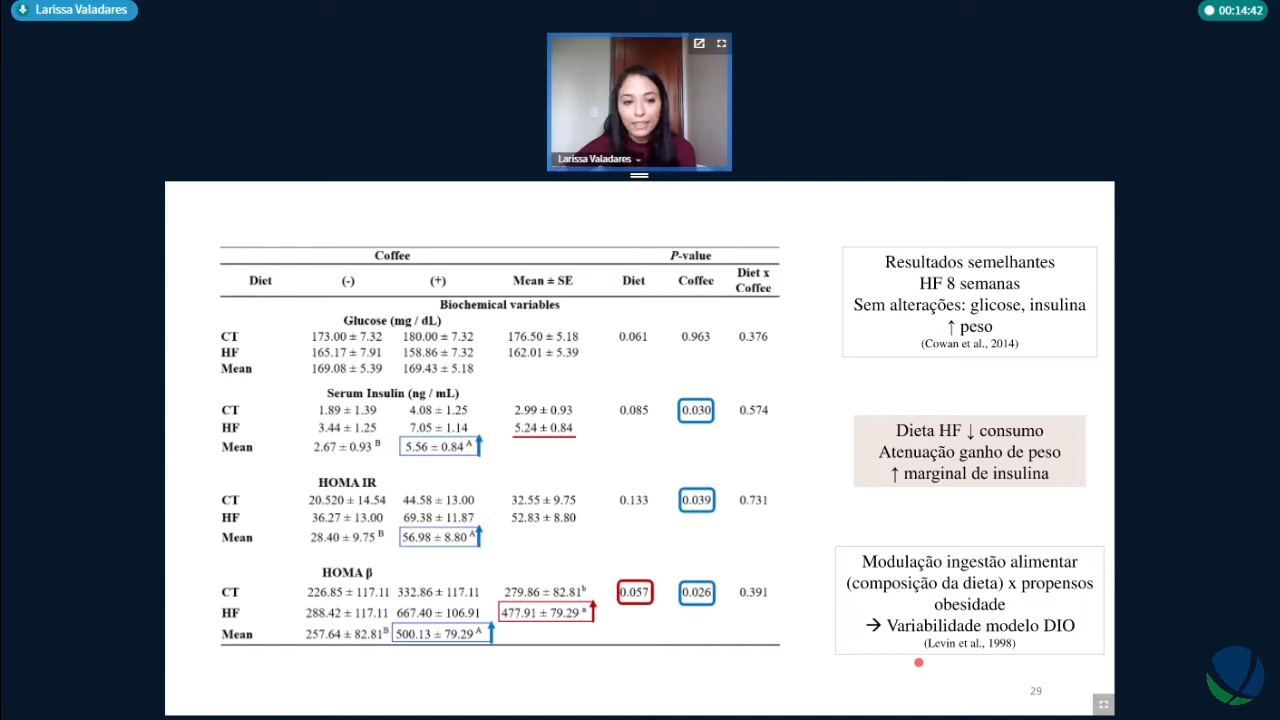 Larissa Valadares
00:14:42
Larissa Valadares
Coffee P-value
Diet (-) (+) Mean ± SE Diet Coffee Diet x Coffee
Biochemical variables
Glucose (mg / dL)
CT 173.00 ± 7.32 180.00 ± 7.32 176.50 ± 5.18 0.061 0.963 0.376
HF 165.17 ± 7.91 158.86 ± 7.32 162.01 ± 5.39
Mean 169.08 ± 5.39 169.43 ± 5.18
Serum Insulin (ng / mL)
CT 1.89 ± 1.39 4.08 ± 1.25 2.99 ± 0.93 0.085 0.030 0.574
HF 3.44 ± 1.25 7.05 ± 1.14 5.24 ± 0.84
Mean 2.67 ± 0.93 B 5.56 ± 0.84 A
HOMA IR
CT 20.520 ± 14.54 44.58 ± 13.00 32.55 ± 9.75 0.133 0.039 0.731
HF 36.27 ± 13.00 69.38 ± 11.87 52.83 ± 8.80
Mean 28.40 ± 9.75 B 56.98 ± 8.80 A
HOMA β
CT 226.85 ± 117.11 332.86 ± 117.11 279.86 ± 82.81 b 0.057 0.026 0.391
HF 288.42 ± 117.11 667.40 ± 106.91 477.91 ± 79.29 a
Mean 257.64 ± 82.81 B 500.13 ± 79.29 A
Resultados semelhantes
HF 8 semanas
Sem alterações: glicose, insulina
↑ peso
(Cowan et al., 2014)
Dieta HF ↓ consumo
Atenuação ganho de peso
↑ marginal de insulina
Modulação ingestão alimentar
(composição da dieta) x propensos
obesidade
→ Variabilidade modelo DIO
(Levin et al., 1998)
29